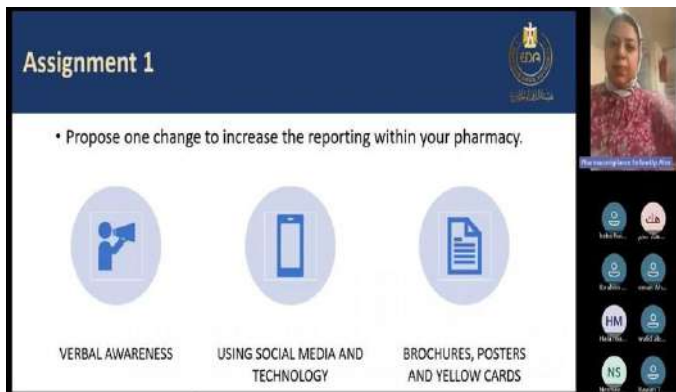 Assignment 1
EDA
• Propose one change to increase the reporting within your pharmacy.
VERBAL AWARENESS
USING SOCIAL MEDIA AND
TECHNOLOGY
BROCHURES, POSTERS
AND YELLOW CARDS
هك
HM
NS